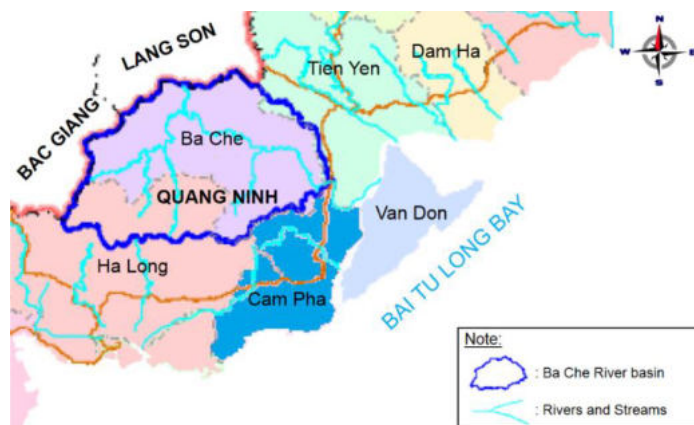 LANG SON
BAC GIANG
Tien Yen
Dam Ha
N
W
E
S
Ba Che
QUANG NINH
Van Don
Ha Long
Cam Pha
BAI TU LONG BAY
Note:
: Ba Che River basin
: Rivers and Streams